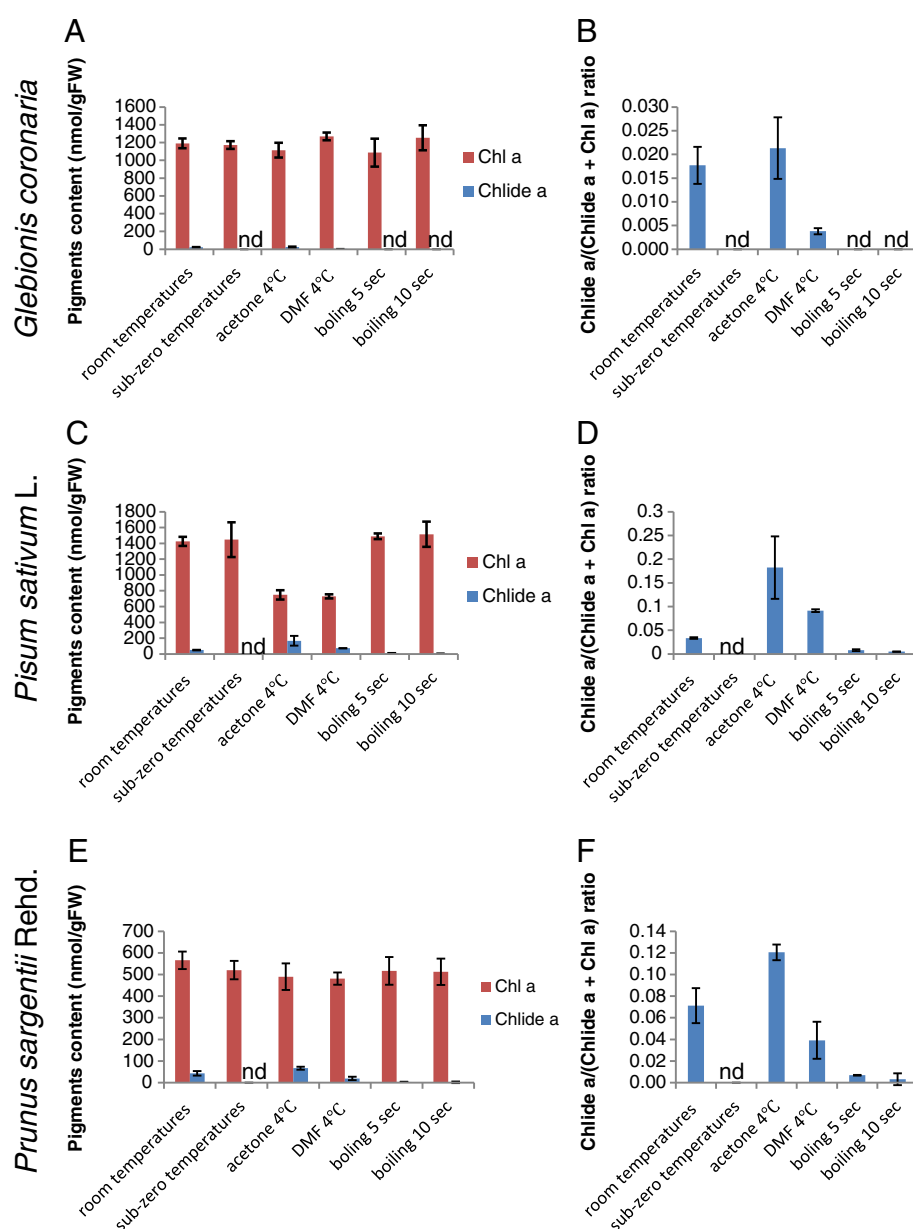 A
Glebionis coronaria
Pigments content (nmol/gFW)
1600
1400
1200
1000
800
600
400
200
0
nd
nd
nd
Chl a
Chlide a
room temperatures
sub-zero temperatures
acetone 4°C
DMF 4°C
boling 5 sec
boiling 10 sec
B
Chlide a/(Chlide a + Chl a) ratio
0.030
0.025
0.020
0.015
0.010
0.005
0.000
nd
nd
nd
room temperatures
sub-zero temperatures
acetone 4°C
DMF 4°C
boling 5 sec
boiling 10 sec
C
Pisum sativum L.
Pigments content (nmol/gFW)
1800
1600
1400
1200
1000
800
600
400
200
0
nd
Chl a
Chlide a
room temperatures
sub-zero temperatures
acetone 4°C
DMF 4°C
boling 5 sec
boiling 10 sec
D
Chlide a/(Chlide a + Chl a) ratio
0.3
0.25
0.2
0.15
0.1
0.05
0
nd
room temperatures
sub-zero temperatures
acetone 4°C
DMF 4°C
boling 5 sec
boiling 10 sec
E
Prunus sargentii Rehd.
Pigments content (nmol/gFW)
700
600
500
400
300
200
100
0
nd
Chl a
Chlide a
room temperatures
sub-zero temperatures
acetone 4°C
DMF 4°C
boling 5 sec
boiling 10 sec
F
Chlide a/(Chlide a + Chl a) ratio
0.14
0.12
0.10
0.08
0.06
0.04
0.02
0.00
nd
room temperatures
sub-zero temperatures
acetone 4°C
DMF 4°C
boling 5 sec
boiling 10 sec